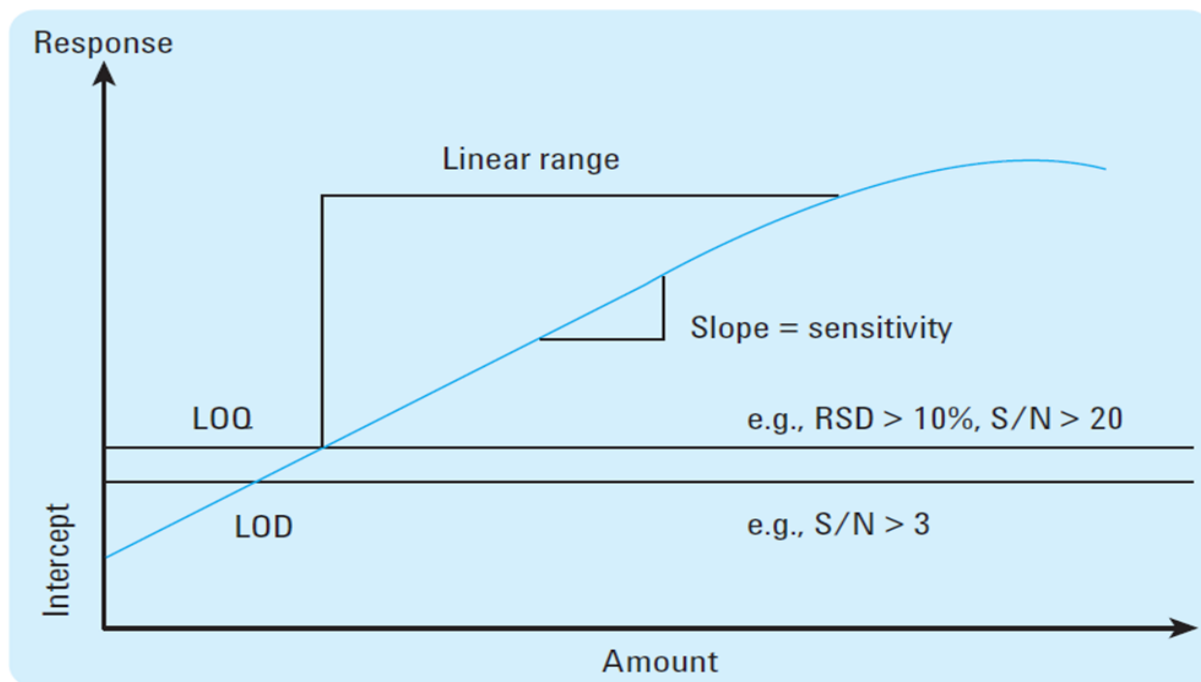 Response
Linear range
Slope = sensitivity
LOQ
e.g., RSD > 10%, S/N > 20
LOD
e.g., S/N > 3
Intercept
Amount